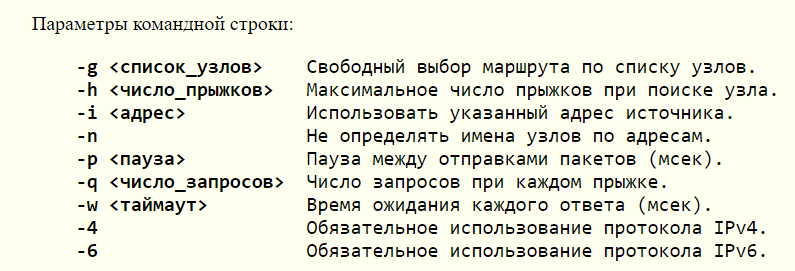 Параметры командной строки:
-g <список_узлов> Свободный выбор маршрута по списку узлов.
-h <число_прыжков> Максимальное число прыжков при поиске узла.
-i <адрес> Использовать указанный адрес источника.
-n Не определять имена узлов по адресам.
-p <пауза> Пауза между отправками пакетов (мсек).
-q <число_запросов> Число запросов при каждом прыжке.
-w <таймаут> Время ожидания каждого ответа (мсек).
-4 Обязательное использование протокола IPv4.
-6 Обязательное использование протокола IPv6.